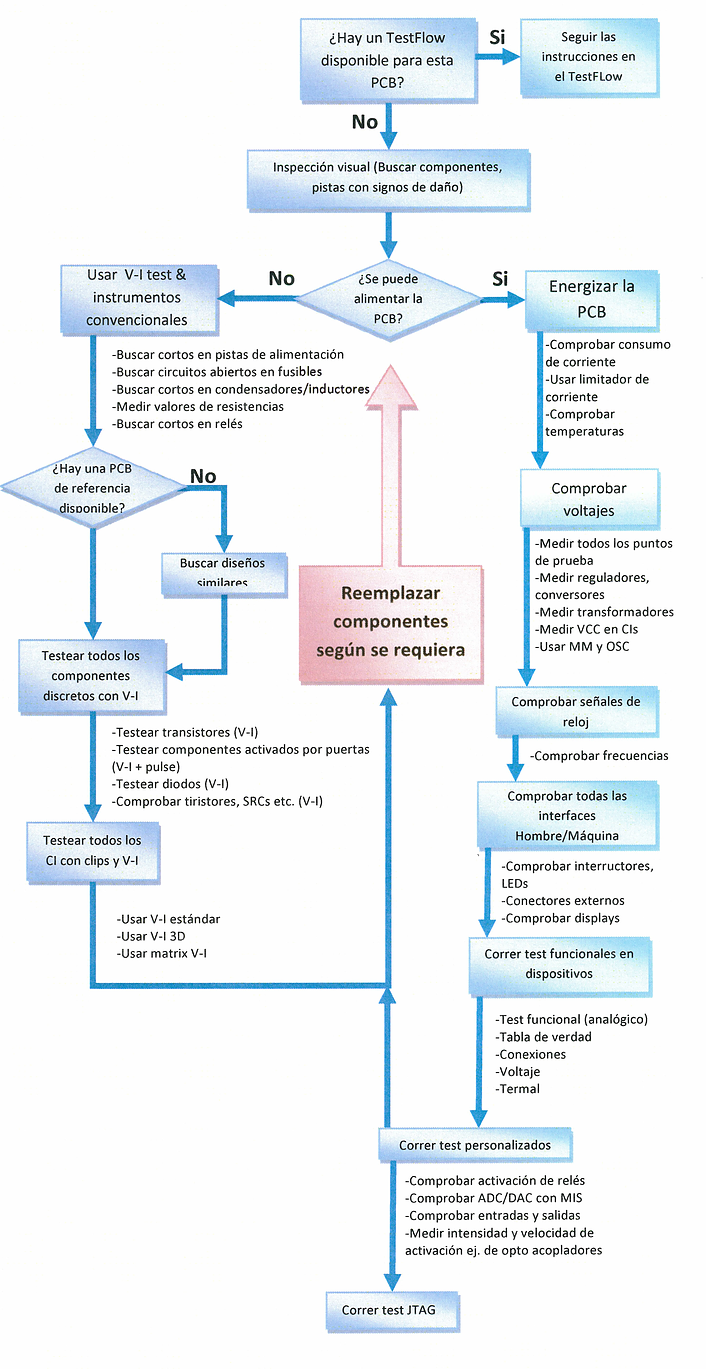 ¿Hay un TestFlow
disponible para esta
PCB?
Si
Seguir las
instrucciones en
el TestFLow
No
Inspección visual (Buscar componentes,
pistas con signos de daño)
¿Se puede
alimentar la
PCB?
No
Si
Usar V-I test &
instrumentos
convencionales
-Buscar cortos en pistas de alimentación
-Buscar circuitos abiertos en fusibles
-Buscar cortos en condensadores/inductores
-Medir valores de resistencias
-Buscar cortos en relés
¿Hay una PCB
de referencia
disponible?
No
Buscar diseños
similares
Testear todos los
componentes
discretos con V-I
-Testear transistores (V-I)
-Testear componentes activados por puertas
(V-I + pulse)
-Testear diodos (V-I)
-Comprobar tiristores, SRCs etc. (V-I)
Testear todos los
CI con clips y V-I
-Usar V-I estándar
-Usar V-I 3D
-Usar matrix V-I
Reemplazar
componentes
según se requiera
Energizar la
PCB
-Comprobar consumo
de corriente
-Usar limitador de
corriente
-Comprobar
temperaturas
Comprobar
voltajes
-Medir todos los puntos
de prueba
-Medir reguladores,
conversores
-Medir transformadores
-Medir VCC en CIs
-Usar MM y OSC
Comprobar señales de
reloj
-Comprobar frecuencias
Comprobar todas las
interfaces
Hombre/Máquina
-Comprobar interructores,
LEDs
-Conectores externos
-Comprobar displays
Correr test funcionales en
dispositivos
-Test funcional (analógico)
-Tabla de verdad
-Conexiones
-Voltaje
-Termal
Correr test personalizados
-Comprobar activación de relés
-Comprobar ADC/DAC con MIS
-Comprobar entradas y salidas
-Medir intensidad y velocidad de
activación ej. de opto acopladores
Correr test JTAG